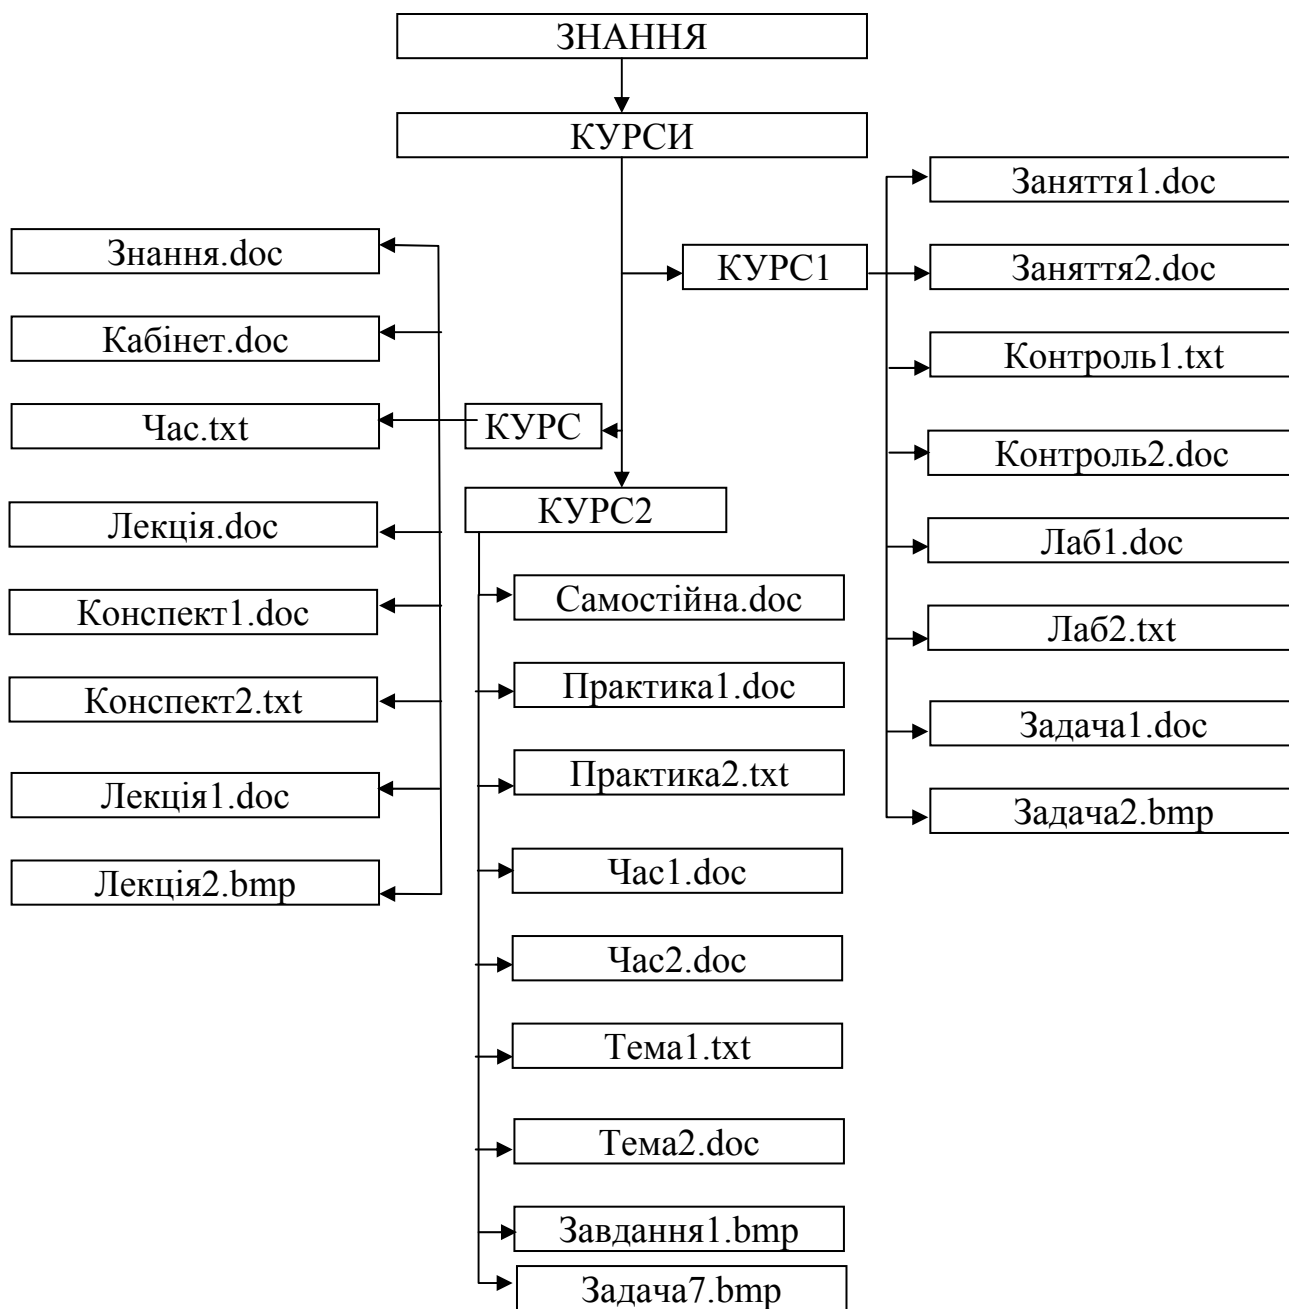 ЗНАННЯ
КУРСИ
КУРС1
Заняття1.doc
Заняття2.doc
Контроль1.txt
Контроль2.doc
Лаб1.doc
Лаб2.txt
Задача1.doc
Задача2.bmp
КУРС
Знання.doc
Кабінет.doc
Час.txt
Лекція.doc
Конспект1.doc
Конспект2.txt
Лекція1.doc
Лекція2.bmp
КУРС2
Самостійна.doc
Практика1.doc
Практика2.txt
Час1.doc
Час2.doc
Тема1.txt
Тема2.doc
Завдання1.bmp
Задача7.bmp